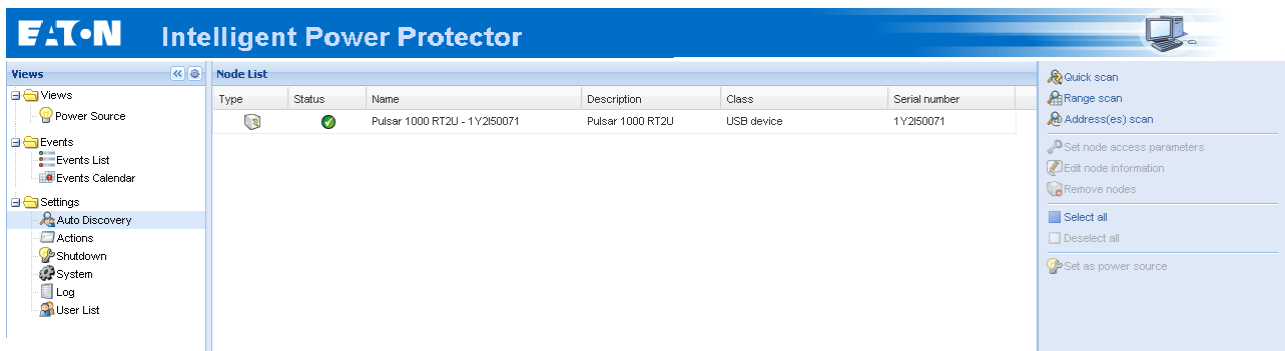 EATON Intelligent Power Protector
Views
Views
Power Source
Events
Events List
Events Calendar
Settings
Auto Discovery
Actions
Shutdown
System
Log
User List
Node List
Type Status Name Description Class Serial number
Pulsar 1000 RT2U - 1Y2I50071 Pulsar 1000 RT2U USB device 1Y2I50071
Quick scan
Range scan
Address(es) scan
Set node access parameters
Edit node information
Remove nodes
Select all
Deselect all
Set as power source